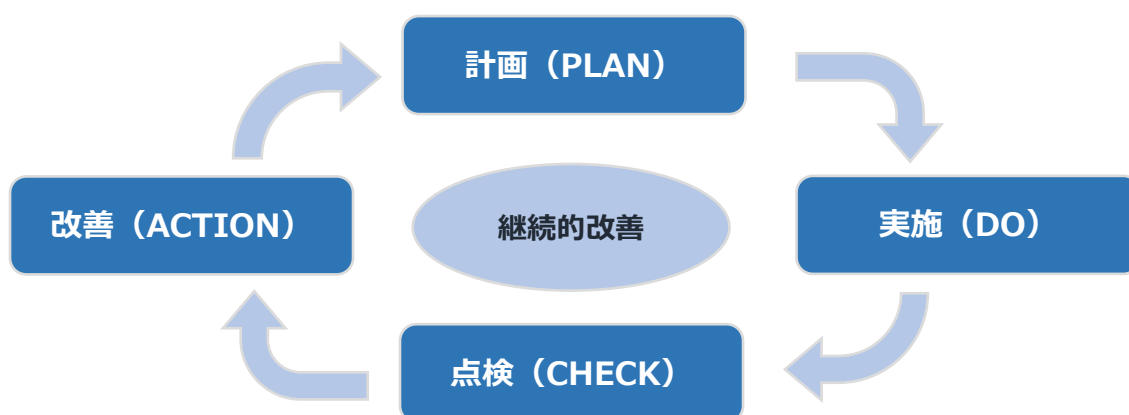 計画（PLAN）
改善（ACTION）
継続的改善
実施（DO）
点検（CHECK）